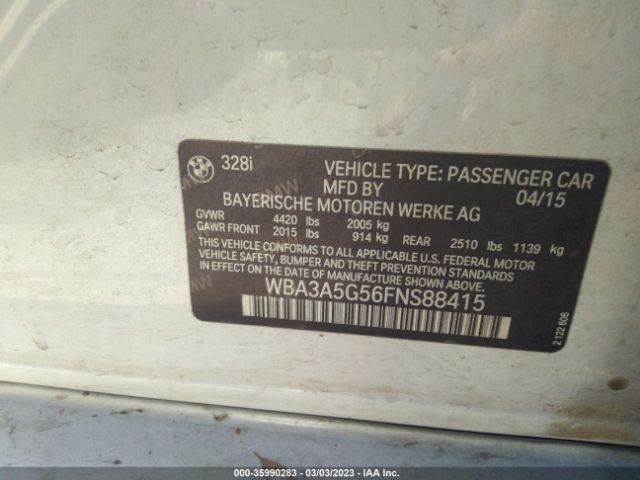 328i
VEHICLE TYPE: PASSENGER CAR
MFD BY 04/15
BAYERISCHE MOTOREN WERKE AG
GVWR 4420 lbs 2005 kg
GAWR FRONT 2015 lbs 914 kg REAR 2510 lbs 1139 kg
THIS VEHICLE CONFORMS TO ALL APPLICABLE U.S. FEDERAL MOTOR
VEHICLE SAFETY, BUMPER AND THEFT PREVENTION STANDARDS IN
EFFECT ON THE DATE OF MANUFACTURE SHOWN ABOVE.
WBA3A5G56FNS88415
2 122 606
000-35990283 - 03/03/2023 - IAA Inc.